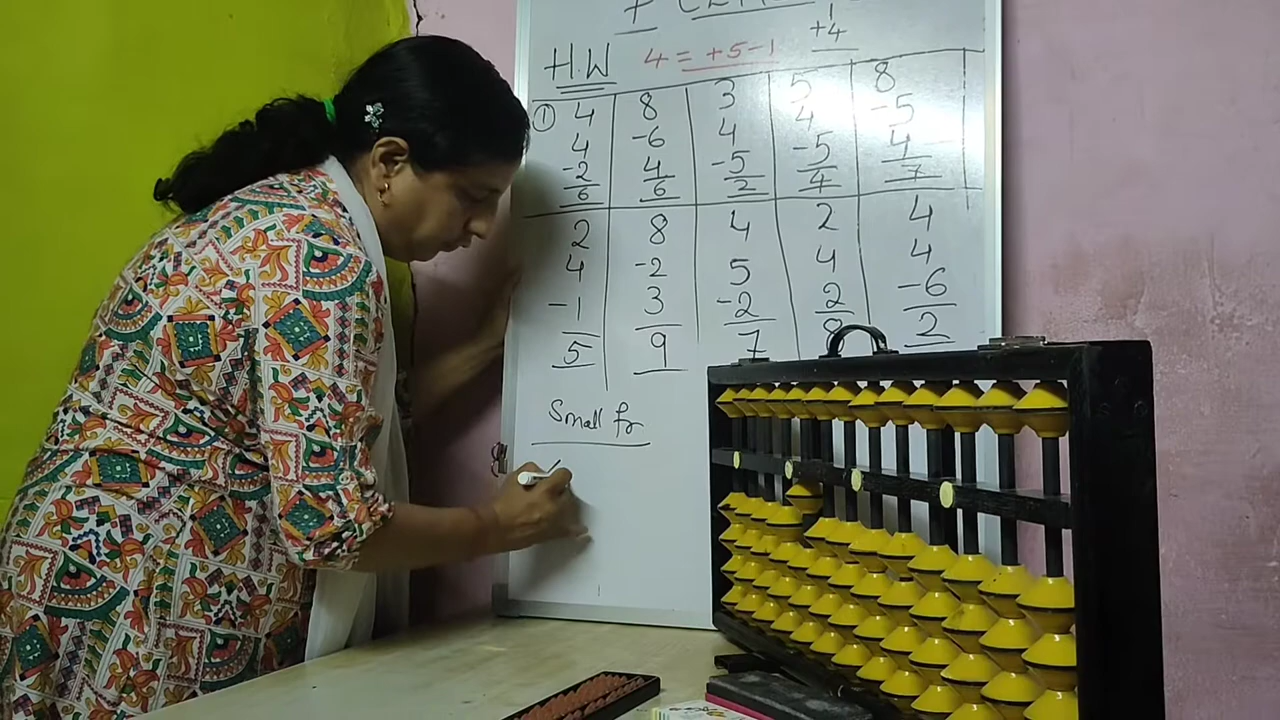 +4
H.W 4 = +5-1
① 4 8 3 5 8
4 -6 4 4 -5
-2 4 -5 -5 4
6 6 2 4 7
2 8 4 2 4
4 -2 5 4 4
-1 3 -2 2 -6
5 9 7 8 2
Small fr